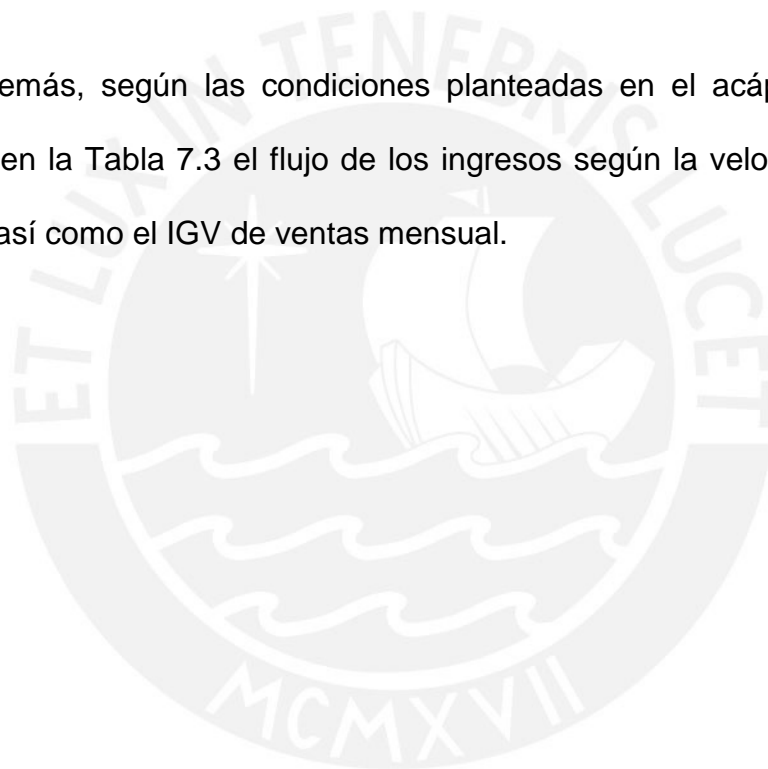 emás, según las condiciones planteadas en el acáp
en la Tabla 7.3 el flujo de los ingresos según la velo
así como el IGV de ventas mensual.
ET LUX IN TENEBRIS LUCET
MCMXVII